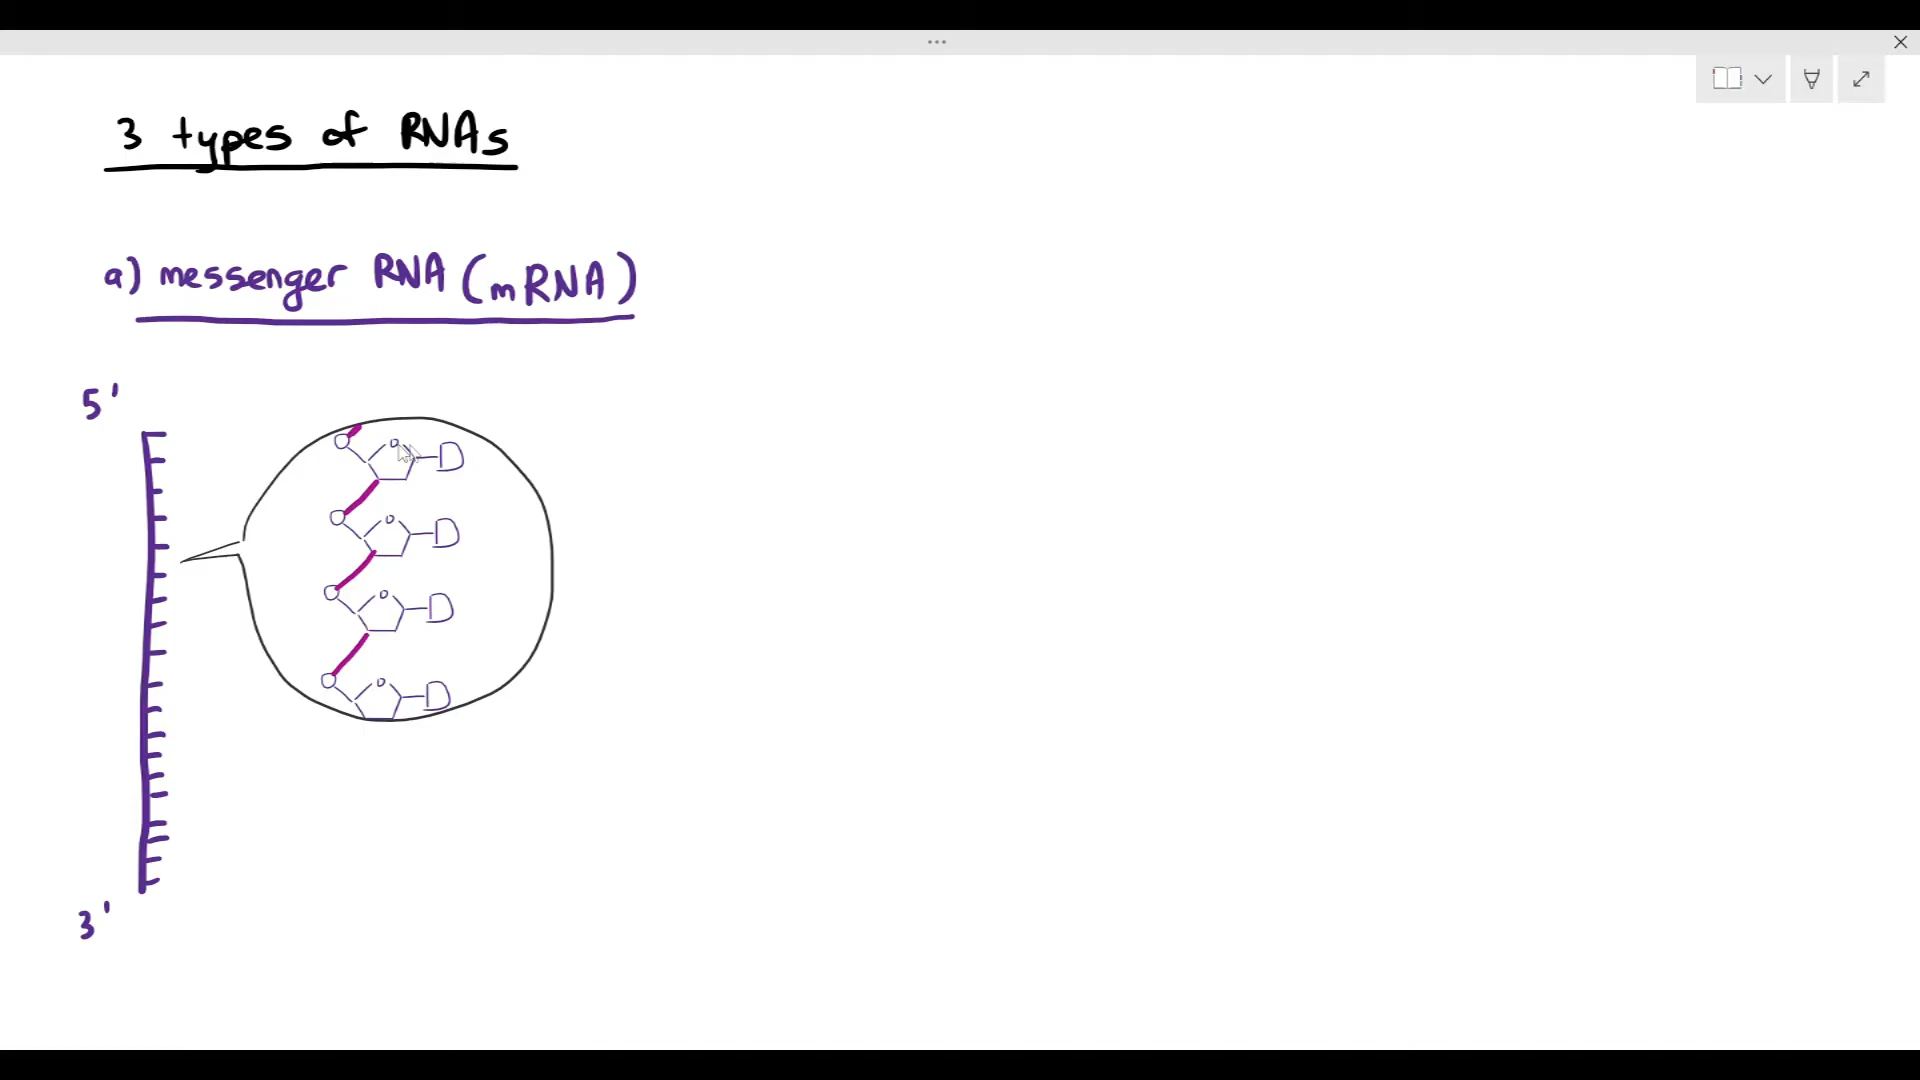 3 types of RNAs
a) messenger RNA (mRNA)
5'
O
O
O
O
3'